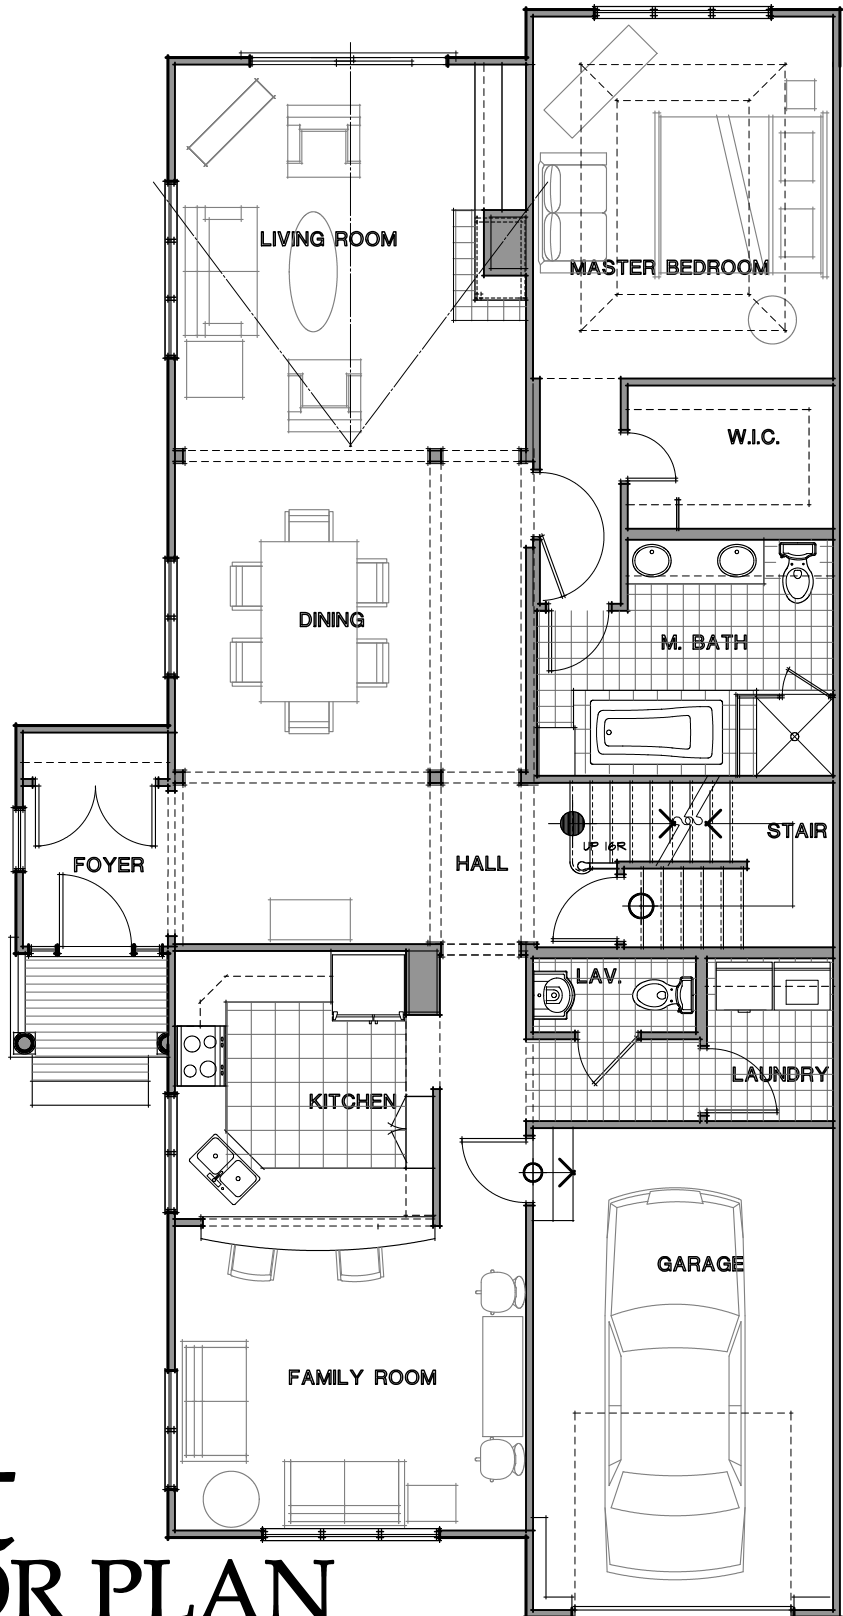 LIVING ROOM
MASTER BEDROOM
W.I.C.
DINING
M. BATH
STAIR
UP 16R
FOYER
HALL
LAV.
LAUNDRY
KITCHEN
GARAGE
FAMILY ROOM
OR PLAN